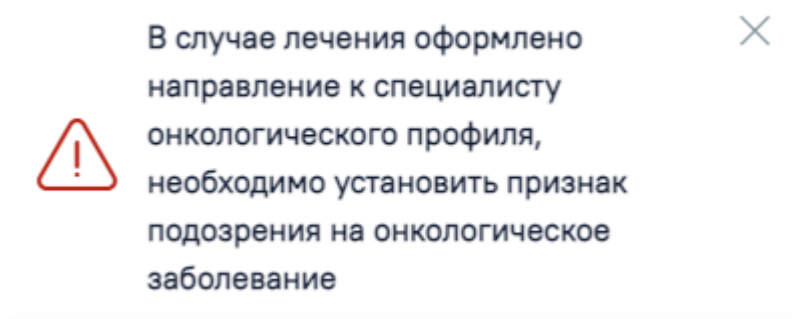 В случае лечения оформлено
направление к специалисту
онкологического профиля,
необходимо установить признак
подозрения на онкологическое
заболевание